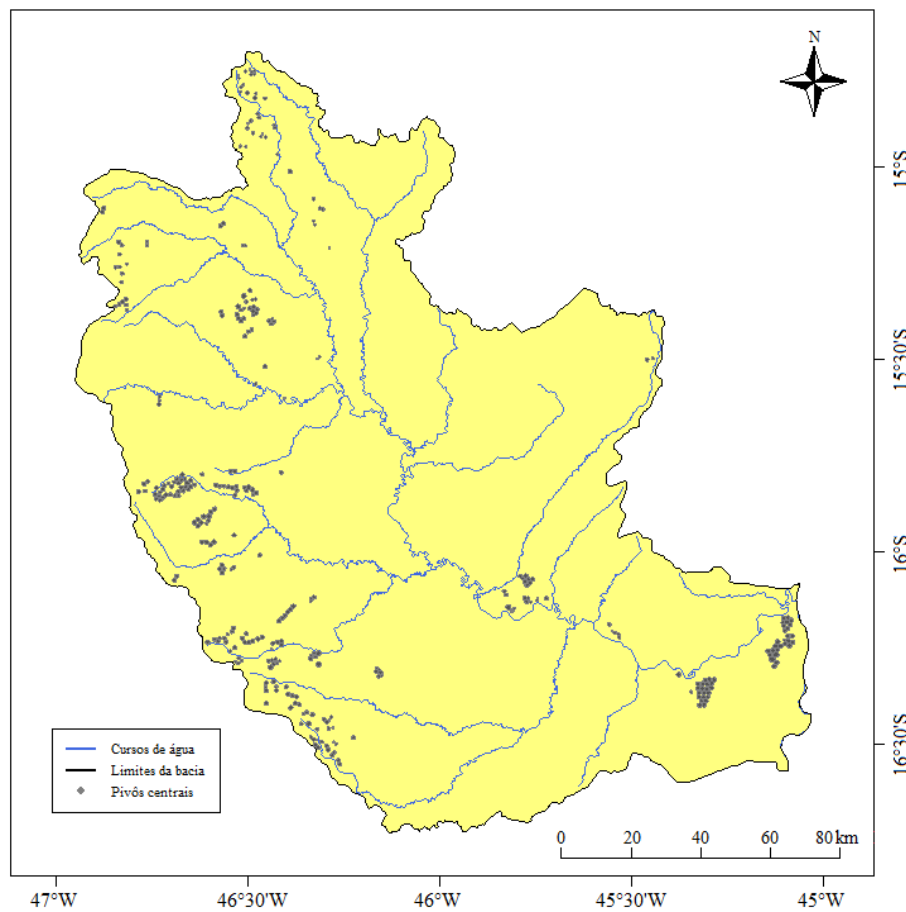 N
15°S
15°30'S
16°S
16°30'S
Cursos de água
Limites da bacia
Pivôs centrais
0 20 40 60 80 km
47°W 46°30'W 46°W 45°30'W 45°W